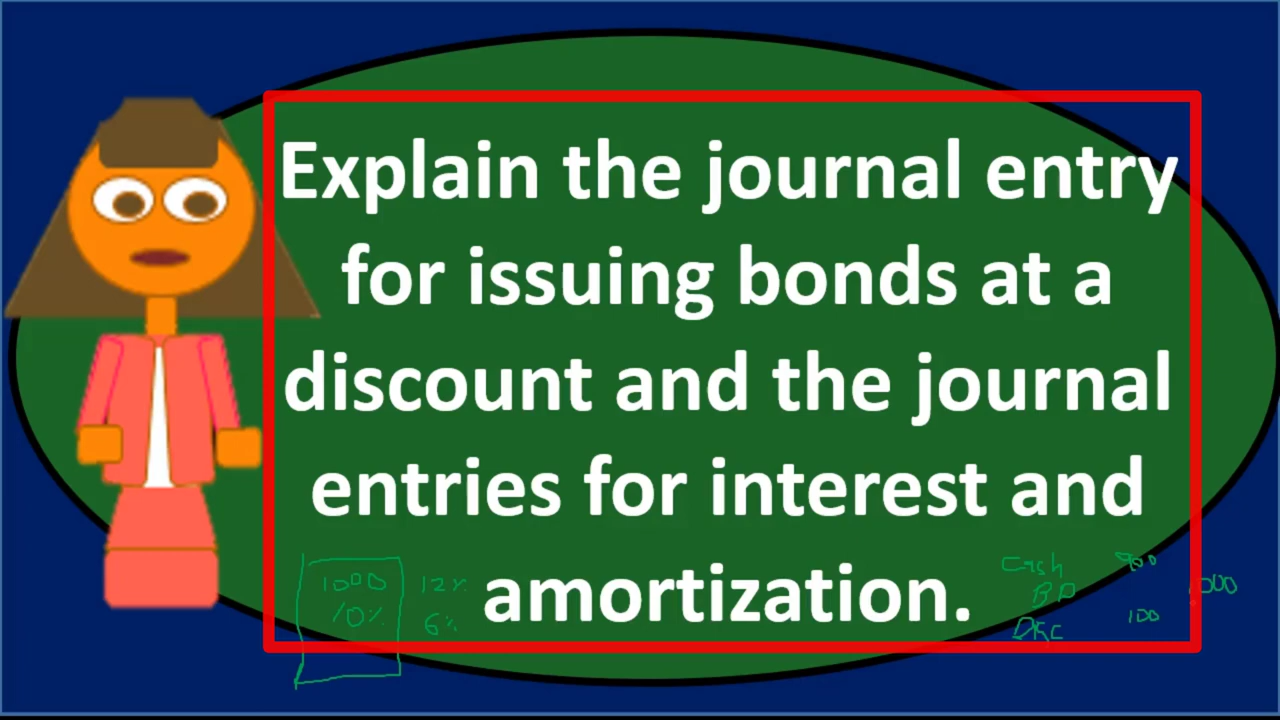 Explain the journal entry
for issuing bonds at a
discount and the journal
entries for interest and
amortization.
1000 12%
10% 6%
Cash 900
BP 1000
100